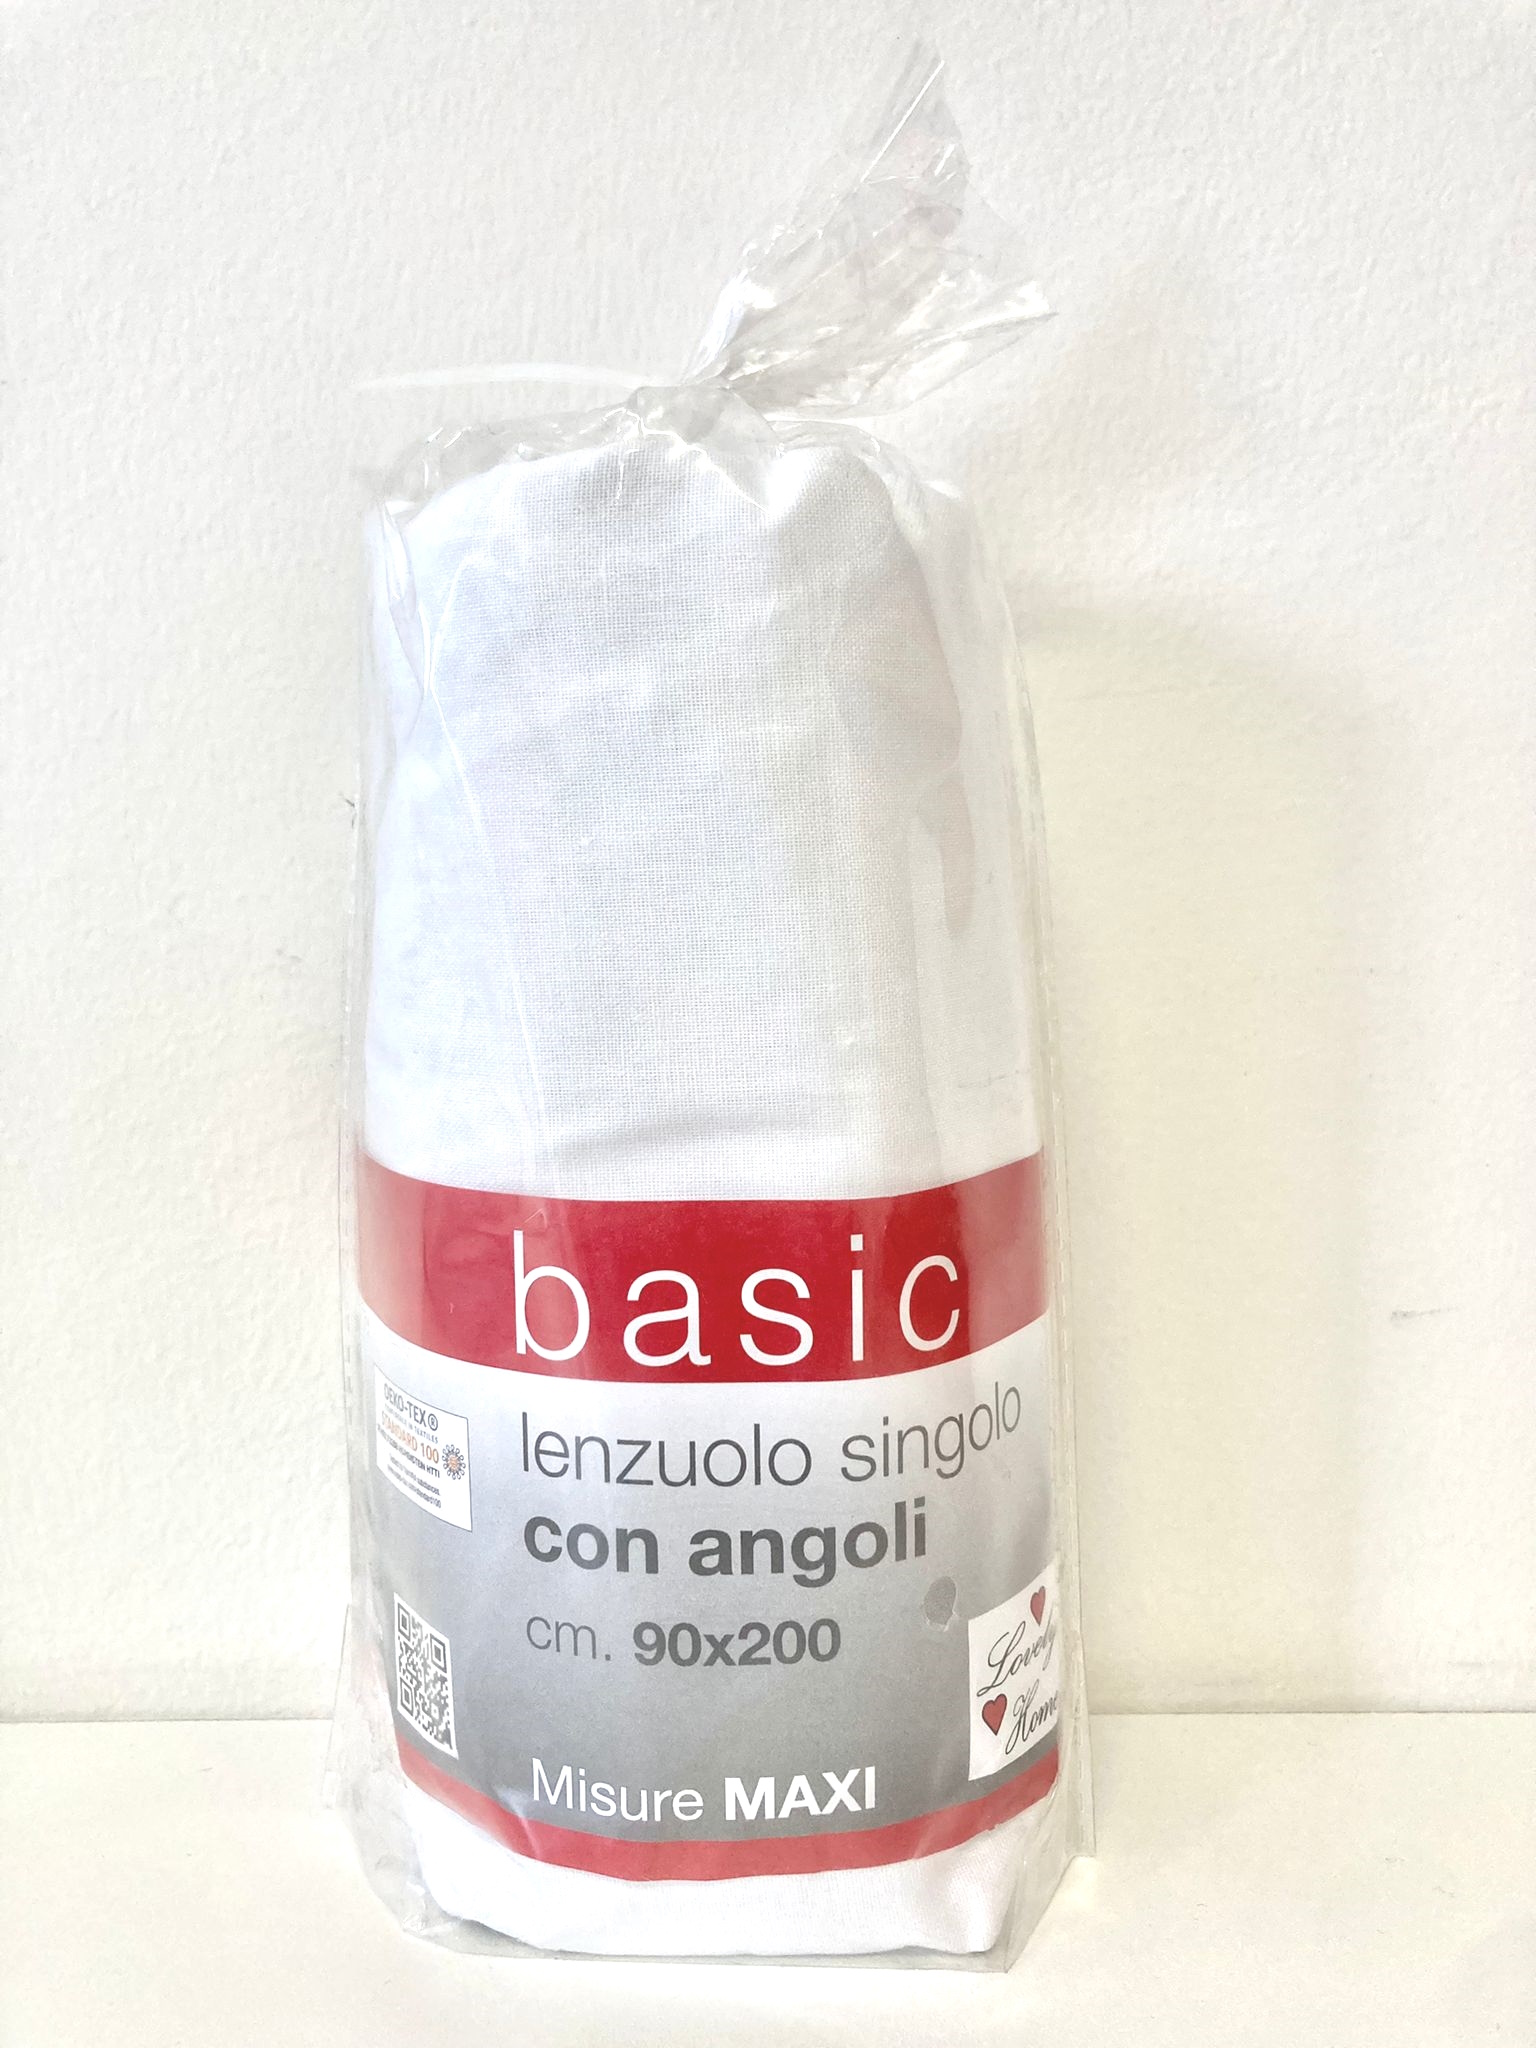 basic
OEKO-TEX®
STANDARD 100
lenzuolo singolo
con angoli
cm. 90x200
Lovely
Home
Misure MAXI